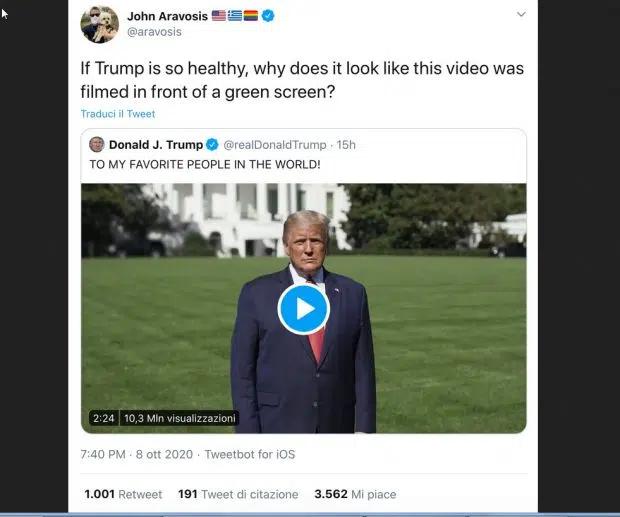 John Aravosis 🇺🇸🇬🇷🏳️‍🌈
@aravosis
If Trump is so healthy, why does it look like this video was
filmed in front of a green screen?
Traduci il Tweet
Donald J. Trump @realDonaldTrump · 15h
TO MY FAVORITE PEOPLE IN THE WORLD!
2:24 10,3 Mln visualizzazioni
7:40 PM · 8 ott 2020 · Tweetbot for iOS
1.001 Retweet 191 Tweet di citazione 3.562 Mi piace